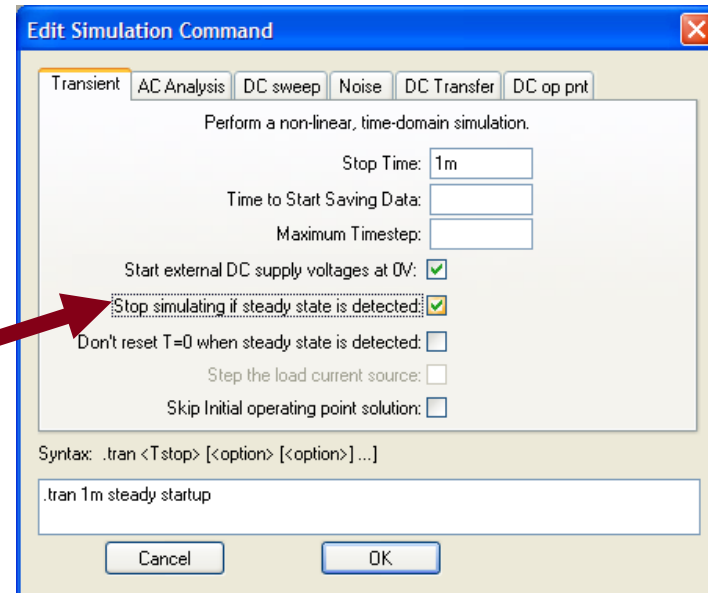 Edit Simulation Command
Transient AC Analysis DC sweep Noise DC Transfer DC op pnt
Perform a non-linear, time-domain simulation.
Stop Time: 1m
Time to Start Saving Data:
Maximum Timestep:
Start external DC supply voltages at 0V:
Stop simulating if steady state is detected:
Don't reset T=0 when steady state is detected:
Step the load current source:
Skip Initial operating point solution:
Syntax: .tran <Tstop> [<option> [<option>] ...]
.tran 1m steady startup
Cancel OK